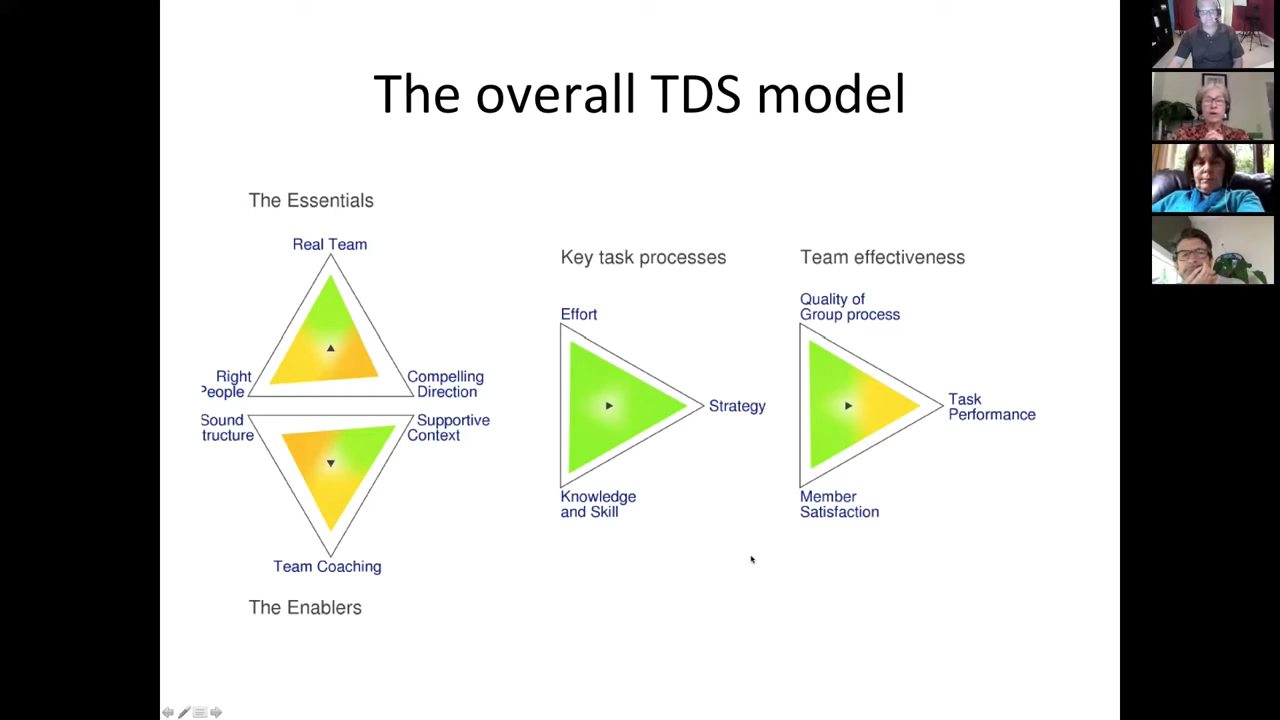 The overall TDS model
The Essentials
Real Team
Right
People
Compelling
Direction
Sound
tructure
Supportive
Context
Team Coaching
The Enablers
Key task processes
Effort
Strategy
Knowledge
and Skill
Team effectiveness
Quality of
Group process
Task
Performance
Member
Satisfaction